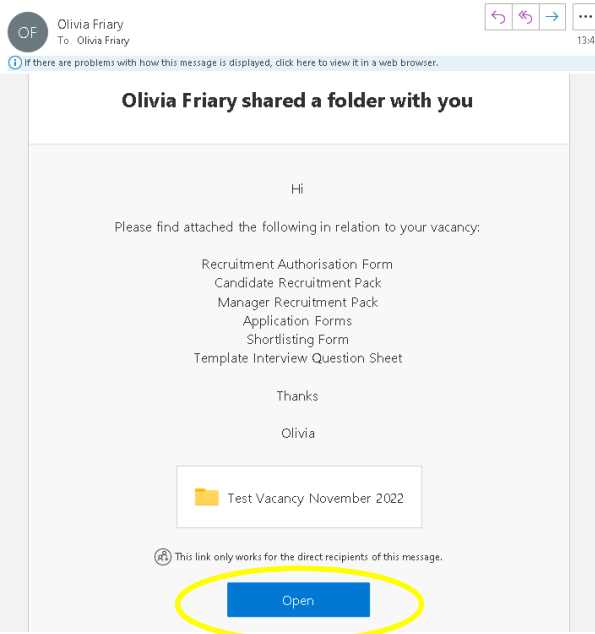 OF
Olivia Friary
To Olivia Friary
13:4
If there are problems with how this message is displayed, click here to view it in a web browser.
Olivia Friary shared a folder with you
Hi
Please find attached the following in relation to your vacancy:
Recruitment Authorisation Form
Candidate Recruitment Pack
Manager Recruitment Pack
Application Forms
Shortlisting Form
Template Interview Question Sheet
Thanks
Olivia
Test Vacancy November 2022
This link only works for the direct recipients of this message.
Open